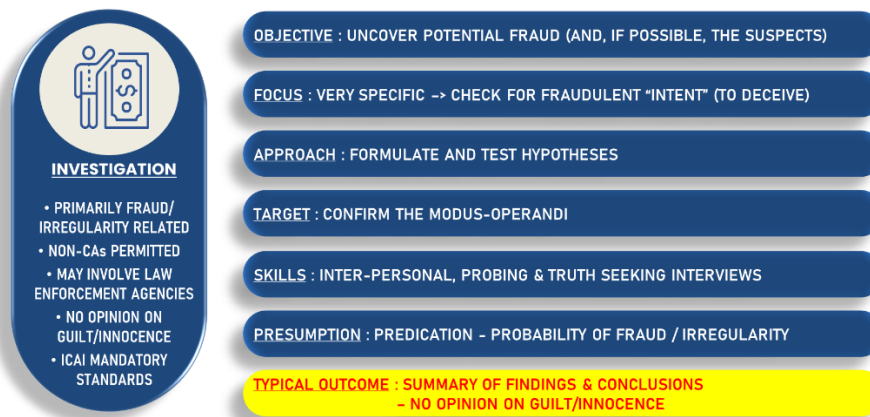 INVESTIGATION
• PRIMARILY FRAUD/
IRREGULARITY RELATED
• NON-CAs PERMITTED
• MAY INVOLVE LAW
ENFORCEMENT AGENCIES
• NO OPINION ON
GUILT/INNOCENCE
• ICAI MANDATORY
STANDARDS
OBJECTIVE : UNCOVER POTENTIAL FRAUD (AND, IF POSSIBLE, THE SUSPECTS)
FOCUS : VERY SPECIFIC –> CHECK FOR FRAUDULENT “INTENT” (TO DECEIVE)
APPROACH : FORMULATE AND TEST HYPOTHESES
TARGET : CONFIRM THE MODUS-OPERANDI
SKILLS : INTER-PERSONAL, PROBING & TRUTH SEEKING INTERVIEWS
PRESUMPTION : PREDICATION – PROBABILITY OF FRAUD / IRREGULARITY
TYPICAL OUTCOME : SUMMARY OF FINDINGS & CONCLUSIONS
– NO OPINION ON GUILT/INNOCENCE